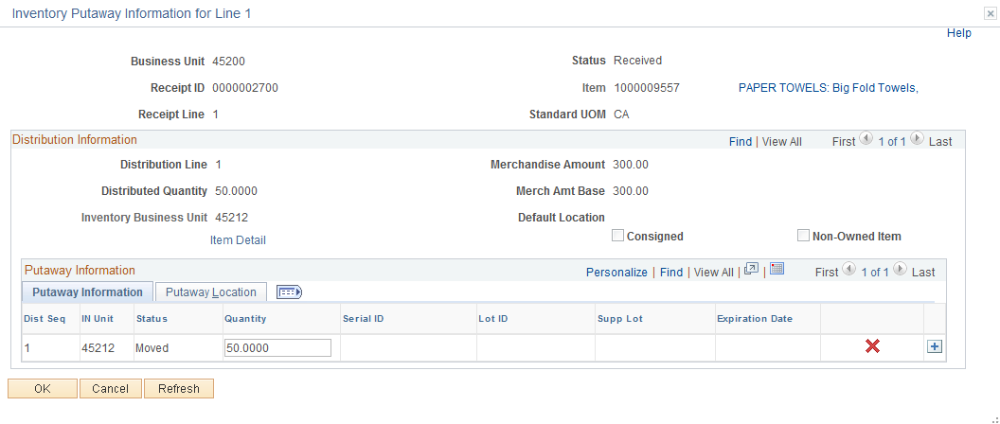 Inventory Putaway Information for Line 1
Help
Business Unit 45200 Status Received
Receipt ID 0000002700 Item 1000009557 PAPER TOWELS: Big Fold Towels,
Receipt Line 1 Standard UOM CA
Distribution Information Find | View All First 1 of 1 Last
Distribution Line 1 Merchandise Amount 300.00
Distributed Quantity 50.0000 Merch Amt Base 300.00
Inventory Business Unit 45212 Default Location
Item Detail Consigned Non-Owned Item
Putaway Information Personalize | Find | View All | | First 1 of 1 Last
Putaway Information Putaway Location
Dist Seq IN Unit Status Quantity Serial ID Lot ID Supp Lot Expiration Date
1 45212 Moved 50.0000
OK Cancel Refresh